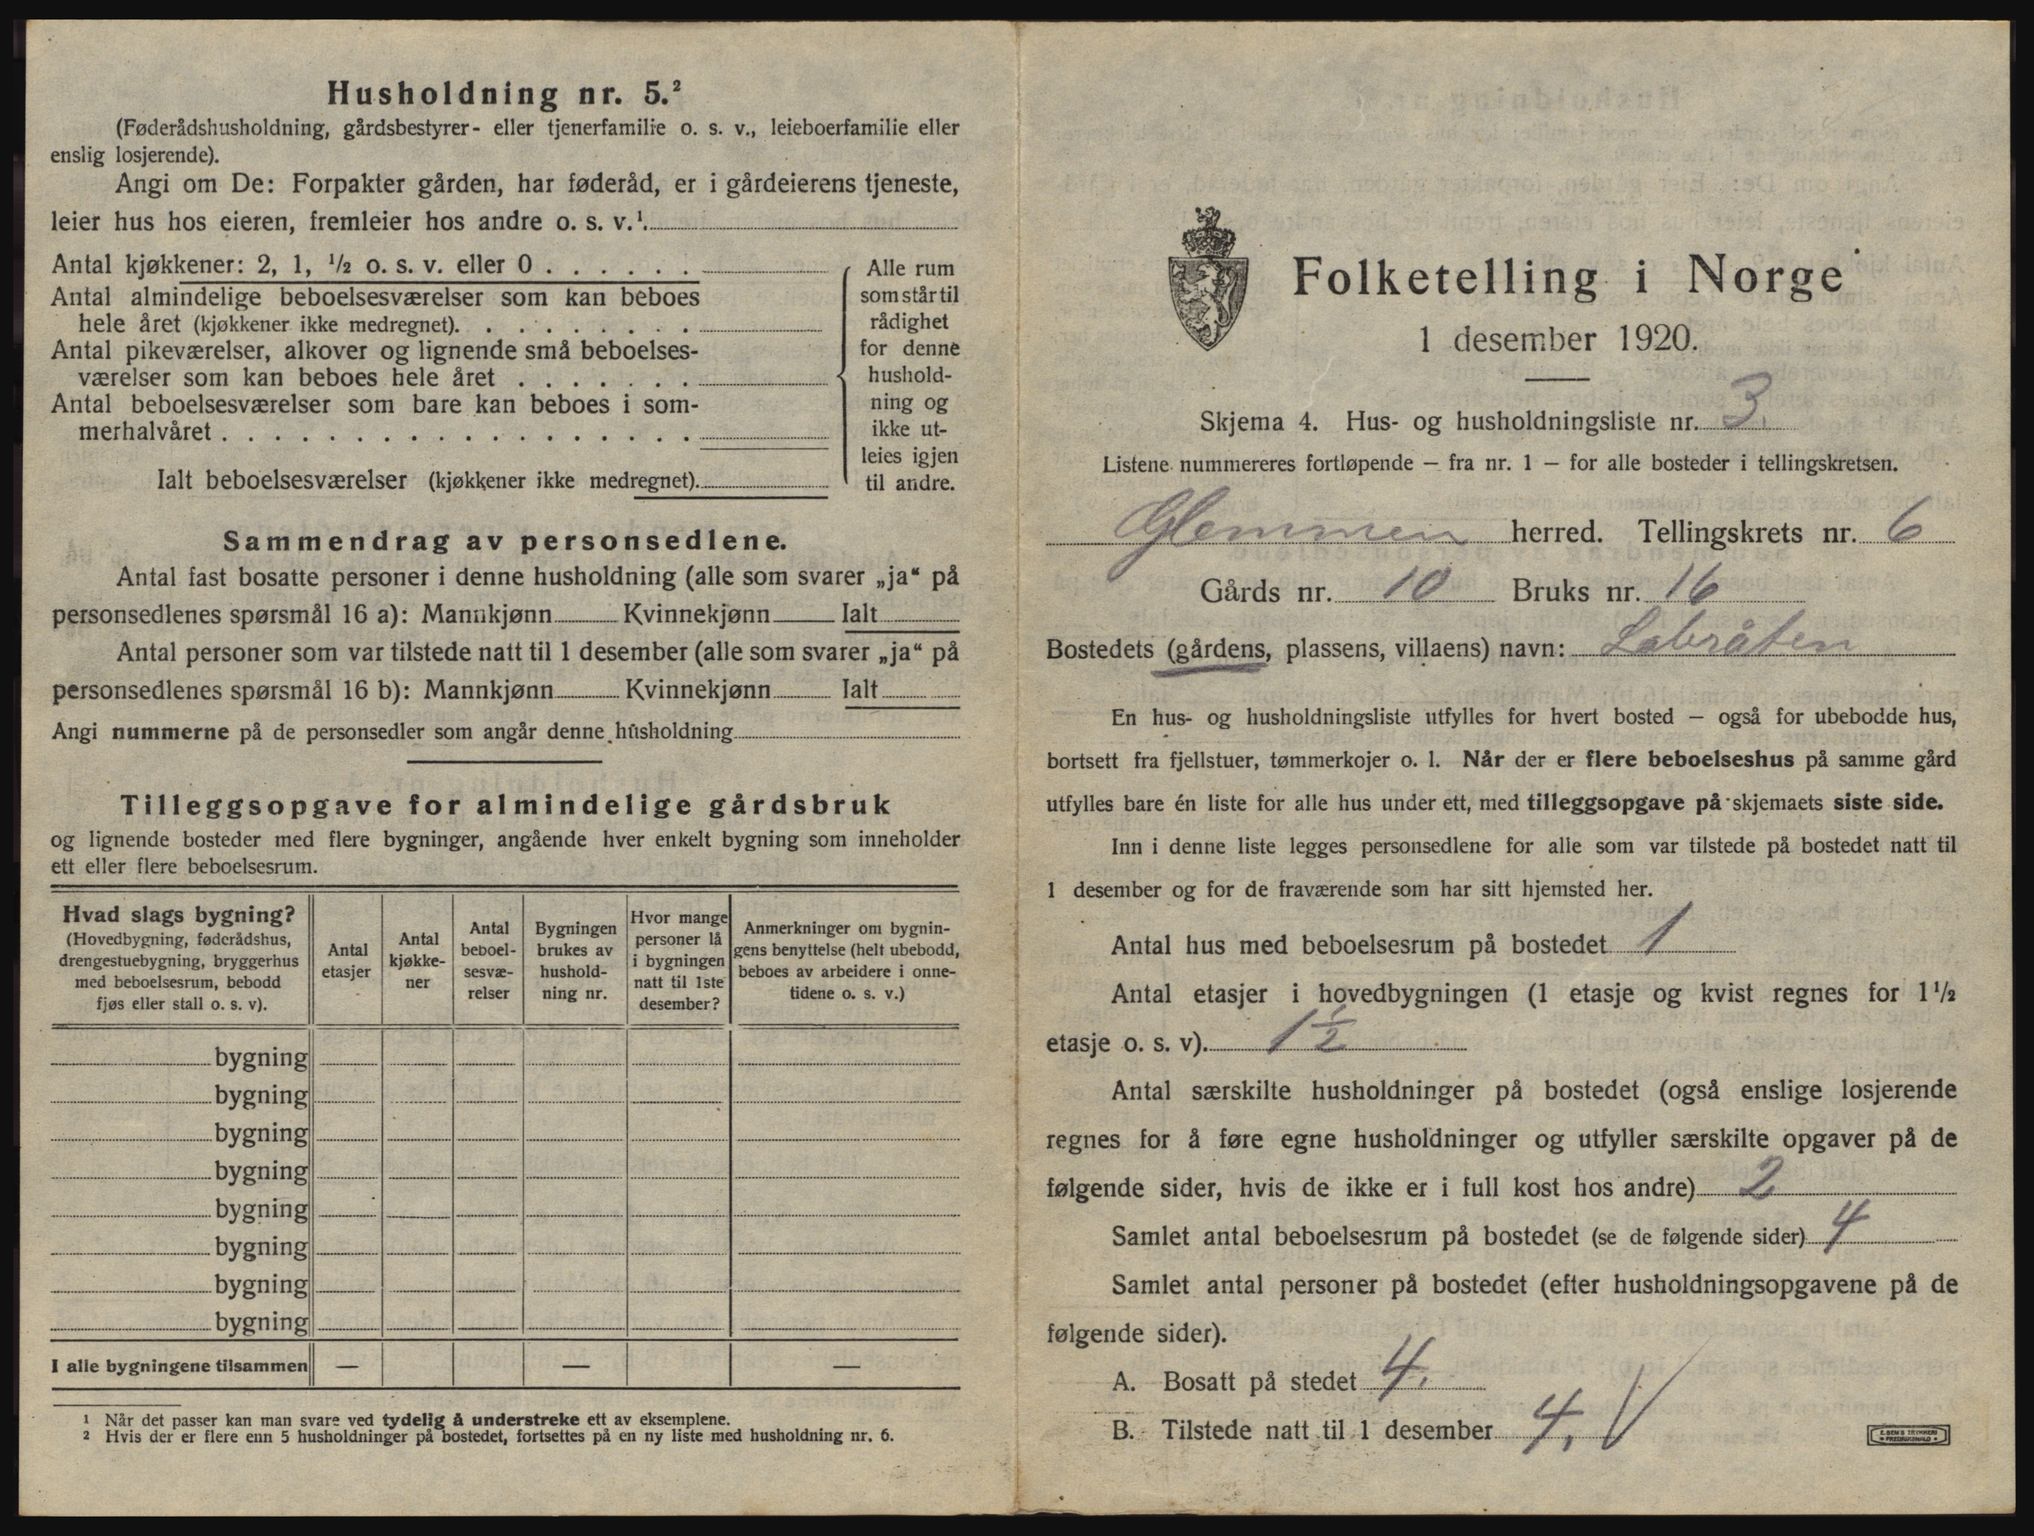 Husholdning nr. 5.²
(Føderådshusholdning, gårdsbestyrer- eller tjenerfamilie o. s. v., leieboerfamilie eller
enslig losjerende).
Angi om De: Forpakter gården, har føderåd, er i gårdeierens tjeneste,
leier hus hos eieren, fremleier hos andre o. s. v.¹
Antal kjøkkener: 2, 1, ½ o. s. v. eller 0 . . . . . .
Antal almindelige beboelsesværelser som kan beboes
hele året (kjøkkener ikke medregnet). . . . . . . . .
Antal pikeværelser, alkover og lignende små beboelses-
værelser som kan beboes hele året . . . . . . .
Antal beboelsesværelser som bare kan beboes i som-
merhalvåret . . . . . . . . . . . . . . . . . .
Ialt beboelsesværelser (kjøkkener ikke medregnet).
Alle rum
som står til
rådighet
for denne
hushold-
ning og
ikke ut-
leies igjen
til andre.
Sammendrag av personsedlene.
Antal fast bosatte personer i denne husholdning (alle som svarer „ja“ på
personsedlenes spørsmål 16 a): Mannkjønn Kvinnekjønn Ialt
Antal personer som var tilstede natt til 1 desember (alle som svarer „ja“ på
personsedlenes spørsmål 16 b): Mannkjønn Kvinnekjønn Ialt
Angi nummerne på de personsedler som angår denne husholdning
Tilleggsopgave for almindelige gårdsbruk
og lignende bosteder med flere bygninger, angående hver enkelt bygning som inneholder
ett eller flere beboelsesrum.
Hvad slags bygning?
(Hovedbygning, føderådshus,
drengestuebygning, bryggerhus
med beboelsesrum, bebodd
fjøs eller stall o. s. v).
Antal
etasjer
Antal
kjøkke-
ner
Antal
beboel-
sesvæ-
relser
Bygningen
brukes av
hushold-
ning nr.
Hvor mange
personer lå
i bygningen
natt til 1ste
desember?
Anmerkninger om bygnin-
gens benyttelse (helt ubebodd,
beboes av arbeidere i onne-
tidene o. s. v.)
bygning
bygning
bygning
bygning
bygning
bygning
bygning
bygning
I alle bygningene tilsammen — — —
¹ Når det passer kan man svare ved tydelig å understreke ett av eksemplene.
² Hvis der er flere enn 5 husholdninger på bostedet, fortsettes på en ny liste med husholdning nr. 6.
Folketelling i Norge
1 desember 1920.
Skjema 4. Hus- og husholdningsliste nr. 3.
Listene nummereres fortløpende — fra nr. 1 — for alle bosteder i tellingskretsen.
Glemmen herred. Tellingskrets nr. 6
Gårds nr. 10 Bruks nr. 16
Bostedets (gårdens, plassens, villaens) navn: Labråten
En hus- og husholdningsliste utfylles for hvert bosted — også for ubebodde hus,
bortsett fra fjellstuer, tømmerkojer o. l. Når der er flere beboelseshus på samme gård
utfylles bare én liste for alle hus under ett, med tilleggsopgave på skjemaets siste side.
Inn i denne liste legges personsedlene for alle som var tilstede på bostedet natt til
1 desember og for de fraværende som har sitt hjemsted her.
Antal hus med beboelsesrum på bostedet 1
Antal etasjer i hovedbygningen (1 etasje og kvist regnes for 1½
etasje o. s. v). 1½
Antal særskilte husholdninger på bostedet (også enslige losjerende
regnes for å føre egne husholdninger og utfyller særskilte opgaver på de
følgende sider, hvis de ikke er i full kost hos andre) 2
Samlet antal beboelsesrum på bostedet (se de følgende sider) 4
Samlet antal personer på bostedet (efter husholdningsopgavene på de
følgende sider).
A. Bosatt på stedet 4.
B. Tilstede natt til 1 desember 4. V
E. SEM'S TRYKKERI
FREDRIKSHALD